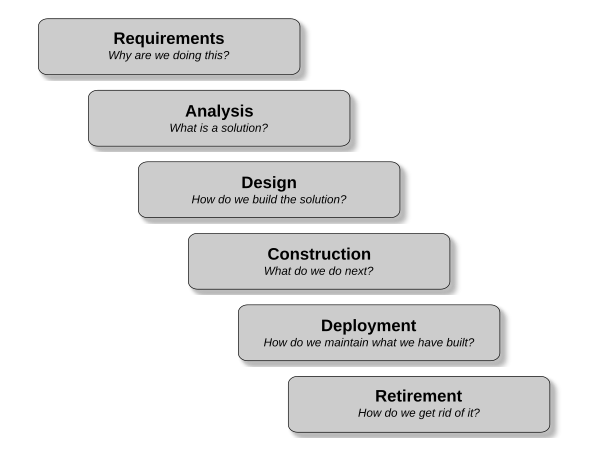 Requirements
Why are we doing this?
Analysis
What is a solution?
Design
How do we build the solution?
Construction
What do we do next?
Deployment
How do we maintain what we have built?
Retirement
How do we get rid of it?